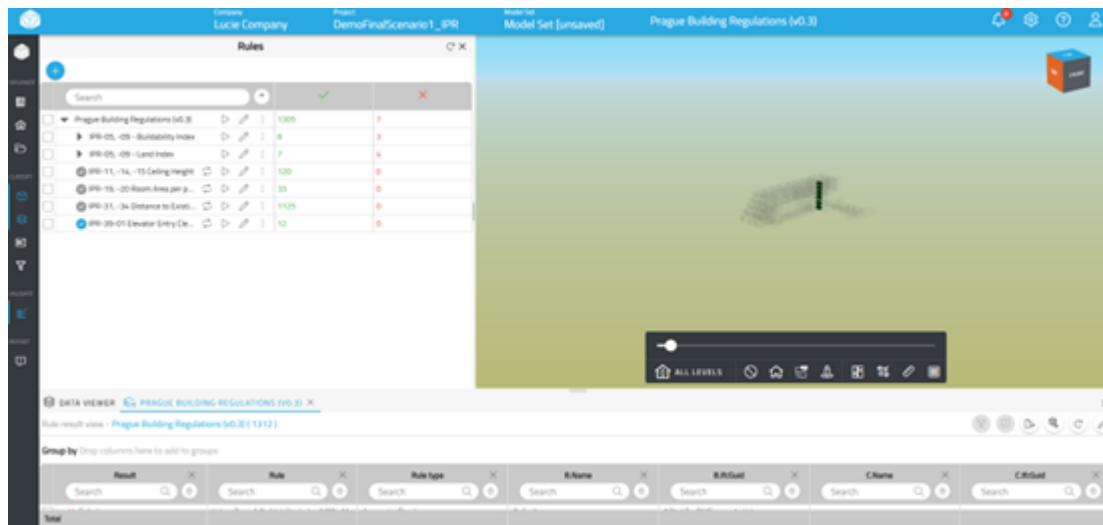 Company
Lucie Company
Project
DemoFinalScenario1_IPR
Model Set
Model Set [unsaved]
Prague Building Regulations (v0.3)
Rules
Search
Prague Building Regulations (v0.3) 1305 7
IPR-05, -09 - Buildability Index 8 3
IPR-05, -09 - Land Index 7 4
IPR-11, -14, -15 Ceiling Height 120 0
IPR-19, -20 Room Area per p... 33 0
IPR-31, -34 Distance to Existi... 1125 0
IPR-39-01 Elevator Entry Cle... 12 0
ALL LEVELS
DATA VIEWER PRAGUE BUILDING REGULATIONS (V0.3)
Rule result view - Prague Building Regulations (v0.3) ( 1312 )
Group by Drop columns here to add to groups
Result Rule Rule type B.Name B.IfcGuid C.Name C.IfcGuid
Search Search Search Search Search Search Search
Total